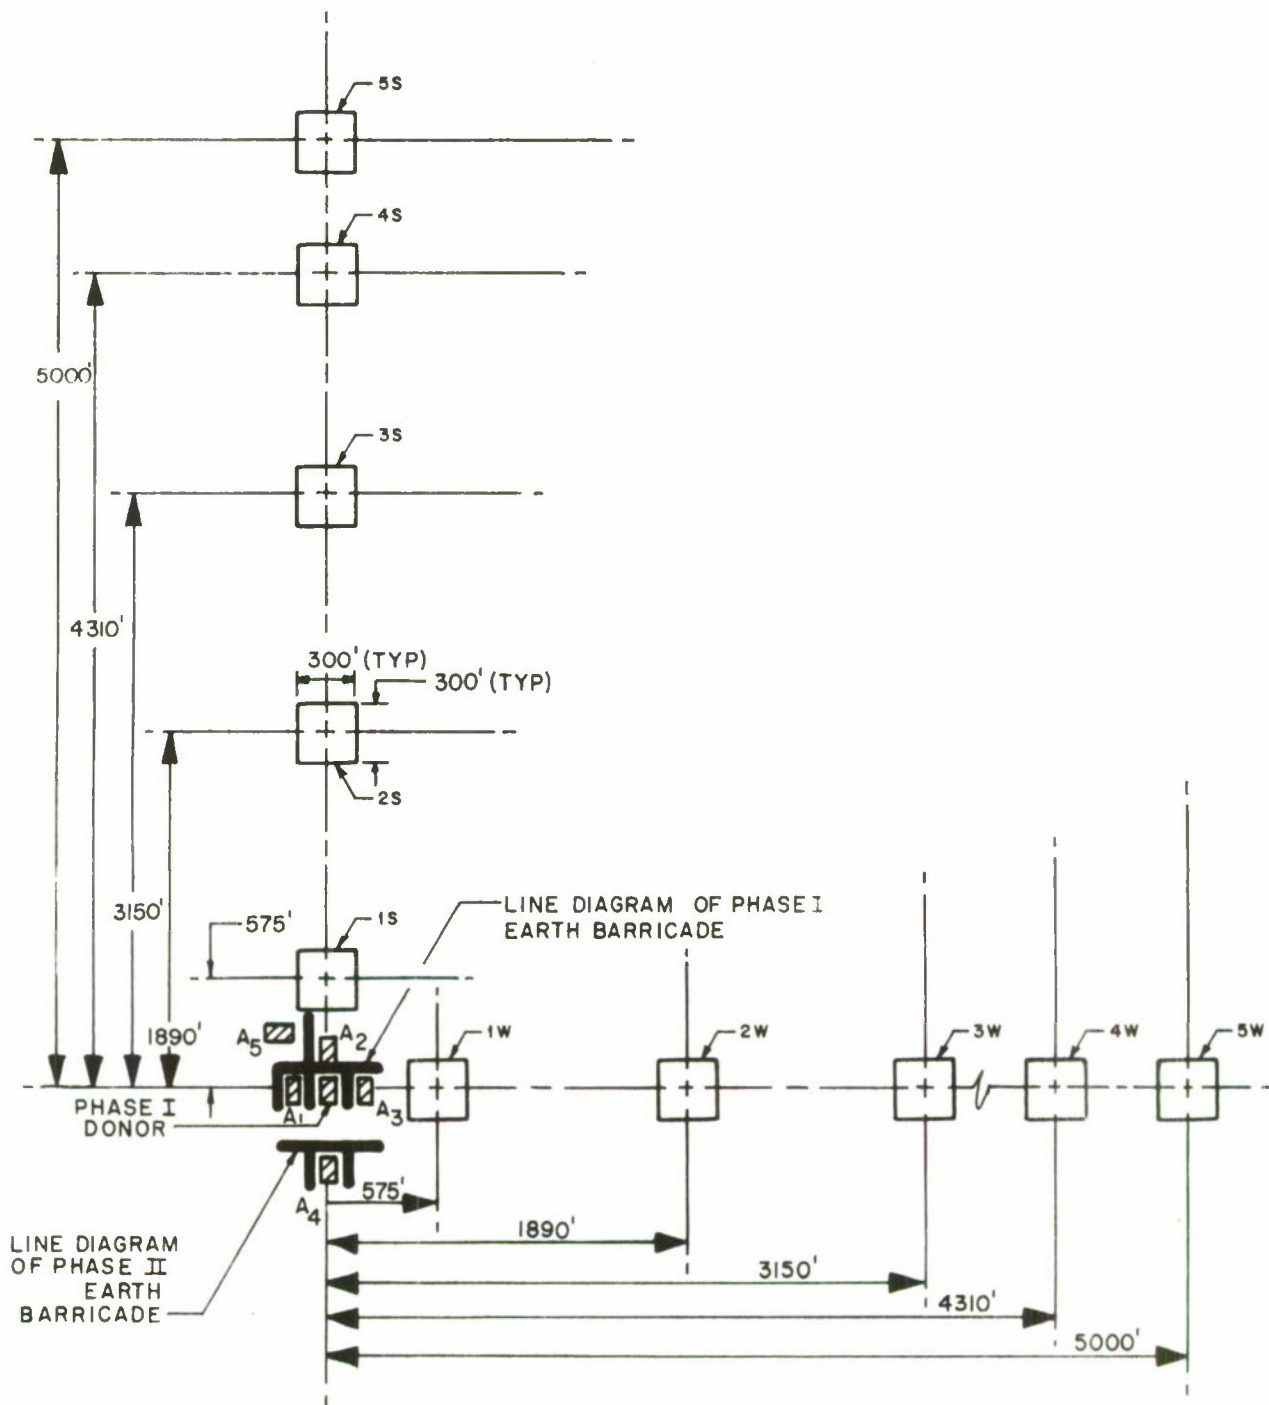 5S
4S
5000'
3S
4310'
300' (TYP)
300' (TYP)
2S
3150'
575'
1S
LINE DIAGRAM OF PHASE I
EARTH BARRICADE
1890'
A5
A2
1W
2W
3W
4W
5W
PHASE I
DONOR
A1
A3
A4
575'
LINE DIAGRAM
OF PHASE II
EARTH
BARRICADE
1890'
3150'
4310'
5000'